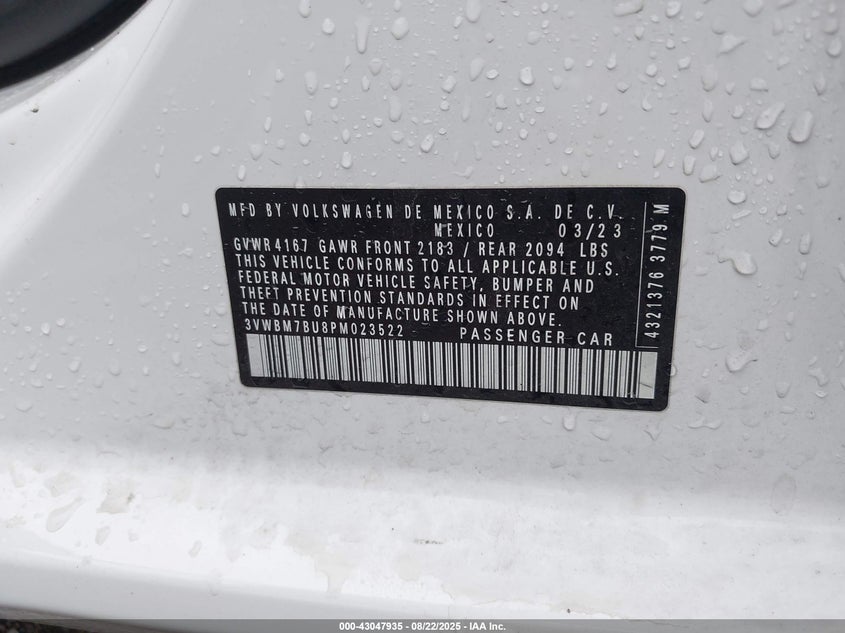 MFD BY VOLKSWAGEN DE MEXICO S.A. DE C.V.
MEXICO 03/23
GVWR 4167 GAWR FRONT 2183 / REAR 2094 LBS
THIS VEHICLE CONFORMS TO ALL APPLICABLE U.S.
FEDERAL MOTOR VEHICLE SAFETY, BUMPER AND
THEFT PREVENTION STANDARDS IN EFFECT ON
THE DATE OF MANUFACTURE SHOWN ABOVE.
3VWBM7BU8PM023522 PASSENGER CAR
4321376 3779 M
000-43047935 - 08/22/2025 - IAA Inc.